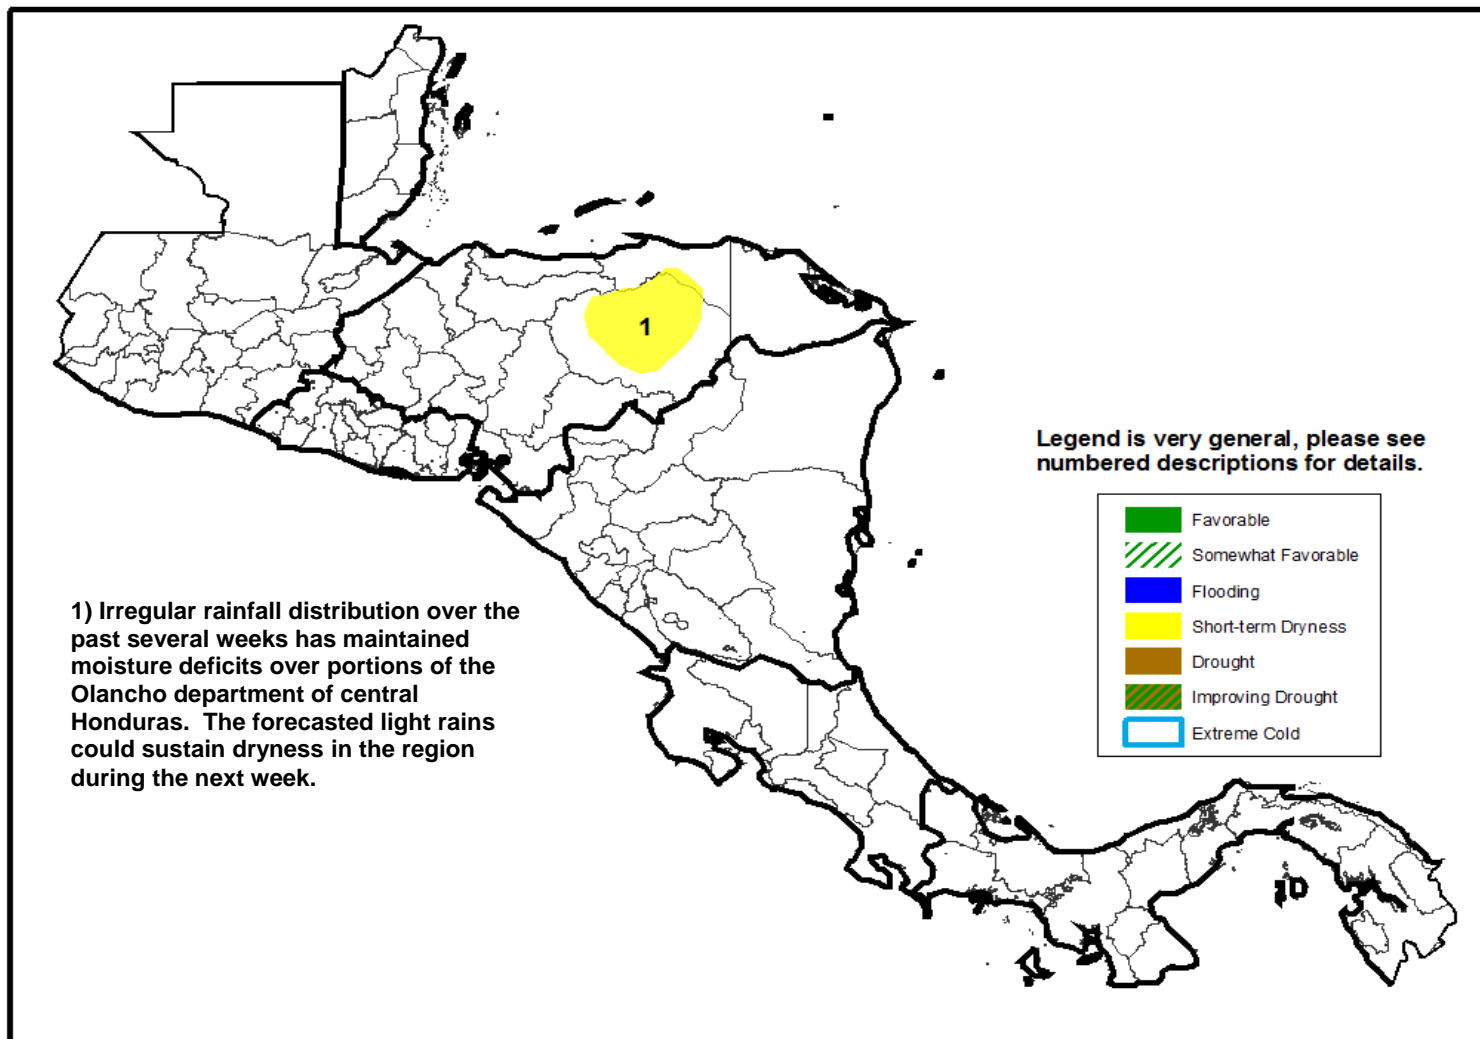 1
Legend is very general, please see
numbered descriptions for details.
Favorable
Somewhat Favorable
Flooding
Short-term Dryness
Drought
Improving Drought
Extreme Cold
1) Irregular rainfall distribution over the
past several weeks has maintained
moisture deficits over portions of the
Olancho department of central
Honduras.  The forecasted light rains
could sustain dryness in the region
during the next week.